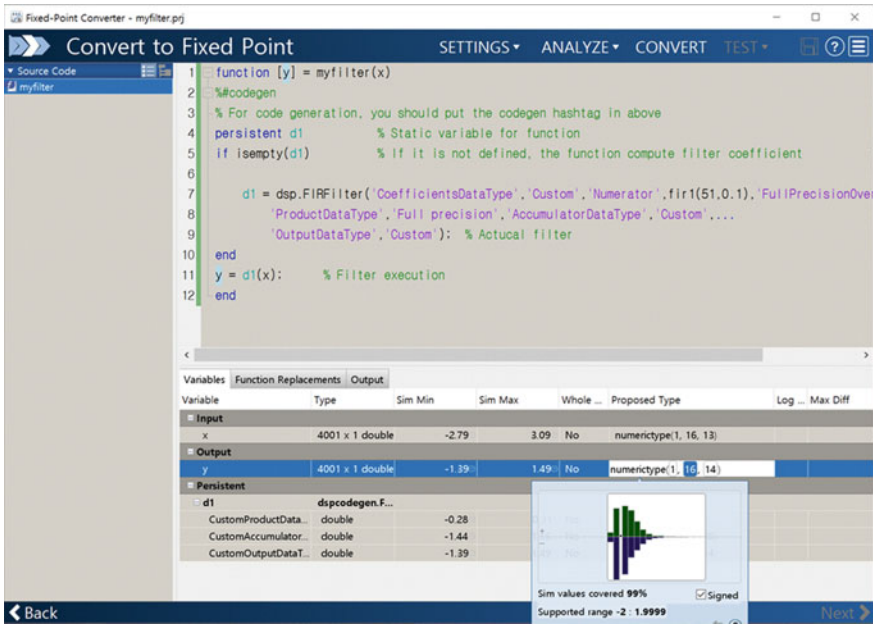 Fixed-Point Converter - myfilter.prj
Convert to Fixed Point
SETTINGS ANALYZE CONVERT TEST
Source Code
myfilter
1 function [y] = myfilter(x)
2 %#codegen
3 % For code generation, you should put the codegen hashtag in above
4 persistent d1 % Static variable for function
5 if isempty(d1) % If it is not defined, the function compute filter coefficient
6
7 d1 = dsp.FIRFilter('CoefficientsDataType','Custom','Numerator',fir1(51,0.1),'FullPrecisionOver
8 'ProductDataType','Full precision','AccumulatorDataType','Custom',...
9 'OutputDataType','Custom'); % Actucal filter
10 end
11 y = d1(x); % Filter execution
12 end
Variables Function Replacements Output
Variable Type Sim Min Sim Max Whole ... Proposed Type Log ... Max Diff
Input
x 4001 x 1 double -2.79 3.09 No numerictype(1, 16, 13)
Output
y 4001 x 1 double -1.39 1.49 No numerictype(1, 16, 14)
Persistent
d1 dspcodegen.F...
CustomProductData... double -0.28
CustomAccumulator... double -1.44
CustomOutputDataT... double -1.39
Sim values covered 99% Signed
Supported range -2 : 1.9999
Back Next